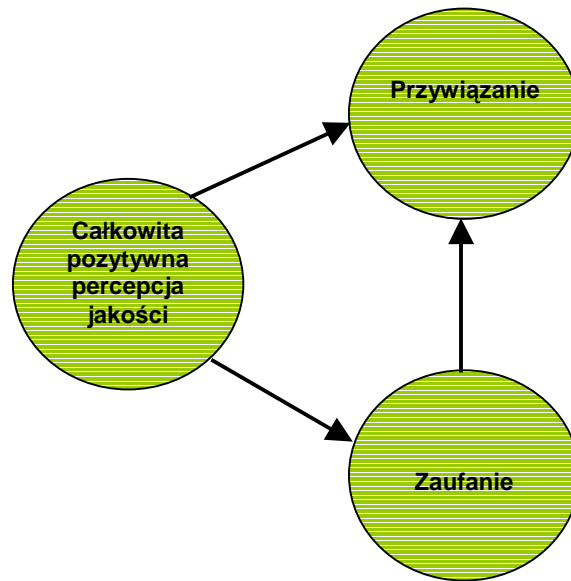 Przywiązanie
Całkowita
pozytywna
percepcja
jakości
Zaufanie